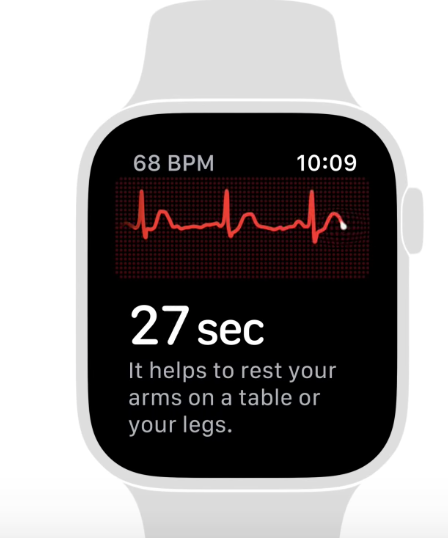 68 BPM 10:09
27 sec
It helps to rest your
arms on a table or
your legs.